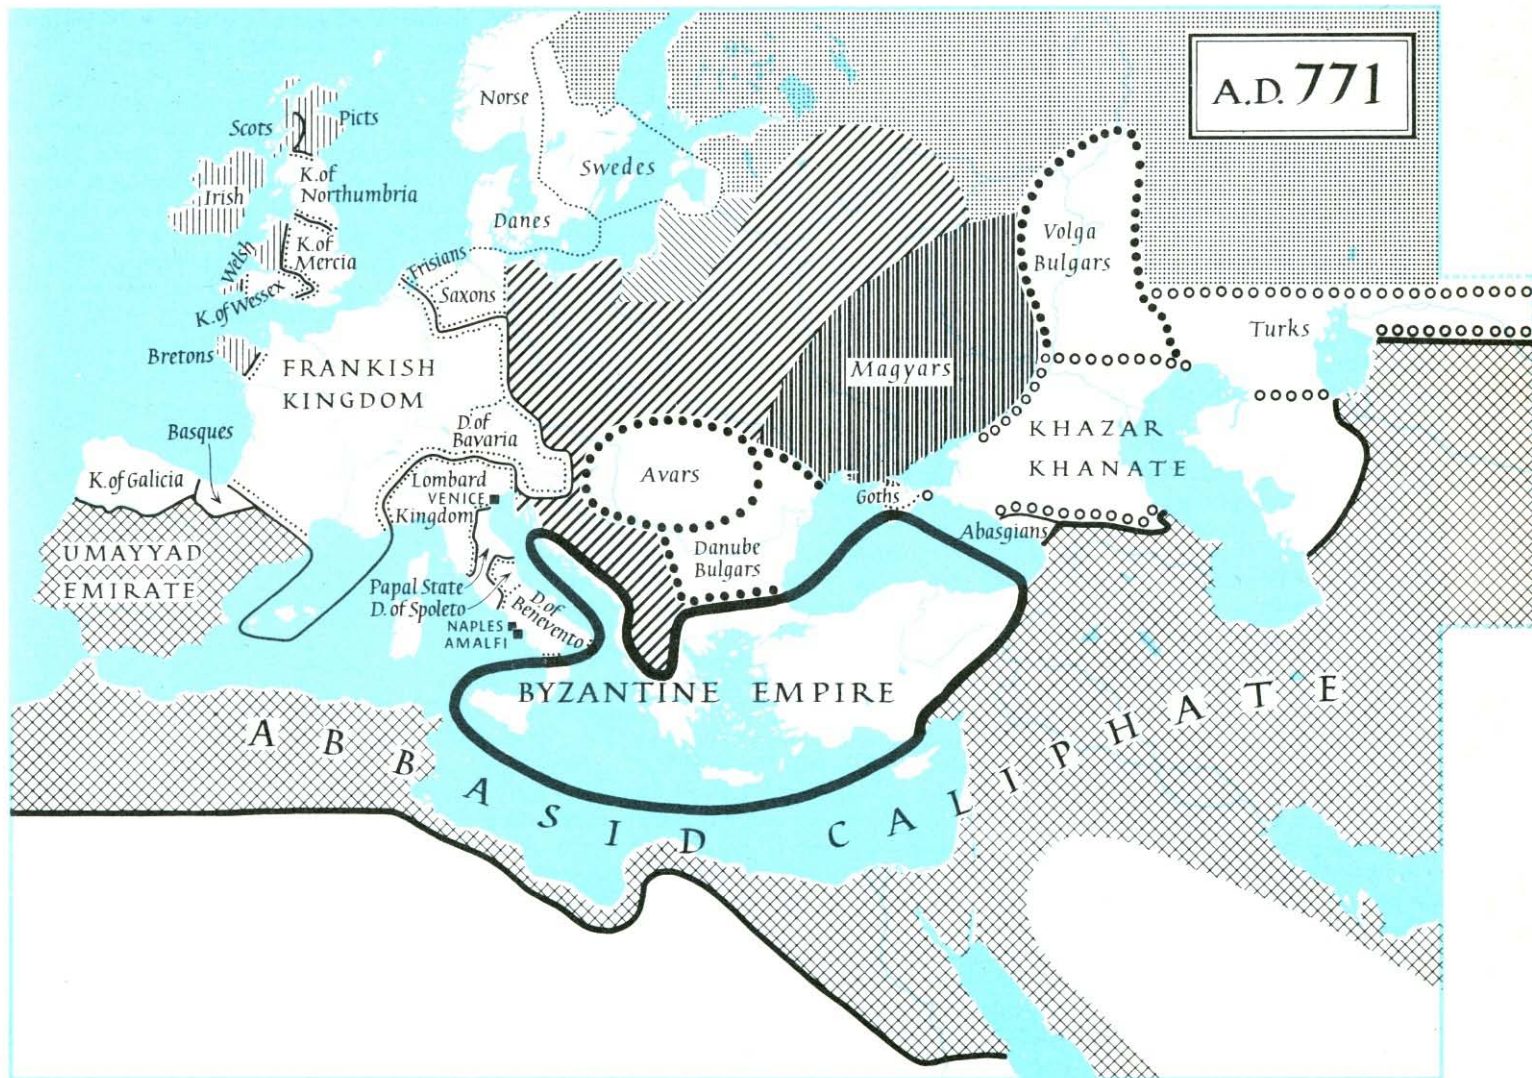 A.D. 771
Norse
Scots
Picts
Swedes
K. of
Northumbria
Irish
Danes
Volga
Bulgars
K. of
Mercia
Welsh
Frisians
Saxons
K. of Wessex
Turks
Bretons
FRANKISH
KINGDOM
Magyars
D. of
Bavaria
Basques
KHAZAR
KHANATE
K. of Galicia
Lombard
VENICE
Kingdom
Avars
Goths
Abasgians
UMAYYAD
EMIRATE
Danube
Bulgars
Papal State
D. of Spoleto
D. of
Benevento
NAPLES
AMALFI
BYZANTINE EMPIRE
ABBASID CALIPHATE